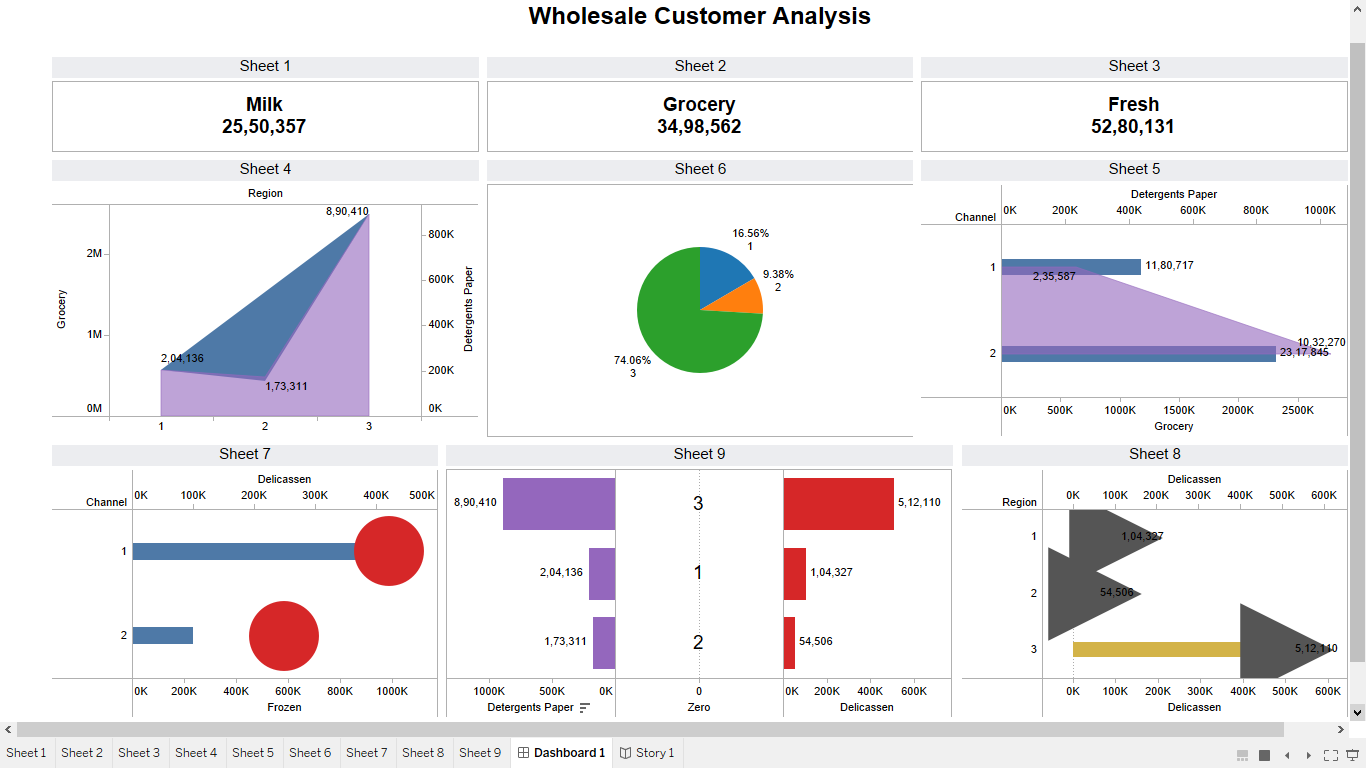 Wholesale Customer Analysis
Sheet 1
Sheet 2
Sheet 3
Milk
25,50,357
Grocery
34,98,562
Fresh
52,80,131
Sheet 4
Region
8,90,410
2M
1M
0M
Grocery
2,04,136
1,73,311
800K
600K
400K
200K
0K
Detergents Paper
1
2
3
Sheet 6
16.56%
1
9.38%
2
74.06%
3
Sheet 5
Detergents Paper
Channel
0K 200K 400K 600K 800K 1000K
1
11,80,717
2,35,587
10,32,270
2
23,17,845
0K 500K 1000K 1500K 2000K 2500K
Grocery
Sheet 7
Delicassen
Channel
0K 100K 200K 300K 400K 500K
1
2
0K 200K 400K 600K 800K 1000K
Frozen
Sheet 9
8,90,410
3
5,12,110
2,04,136
1
1,04,327
1,73,311
2
54,506
1000K 500K 0K
0
0K 200K 400K 600K
Detergents Paper
Zero
Delicassen
Sheet 8
Delicassen
Region
0K 100K 200K 300K 400K 500K 600K
1
1,04,327
2
54,506
3
5,12,110
0K 100K 200K 300K 400K 500K 600K
Delicassen
Sheet 1 Sheet 2 Sheet 3 Sheet 4 Sheet 5 Sheet 6 Sheet 7 Sheet 8 Sheet 9 Dashboard 1 Story 1